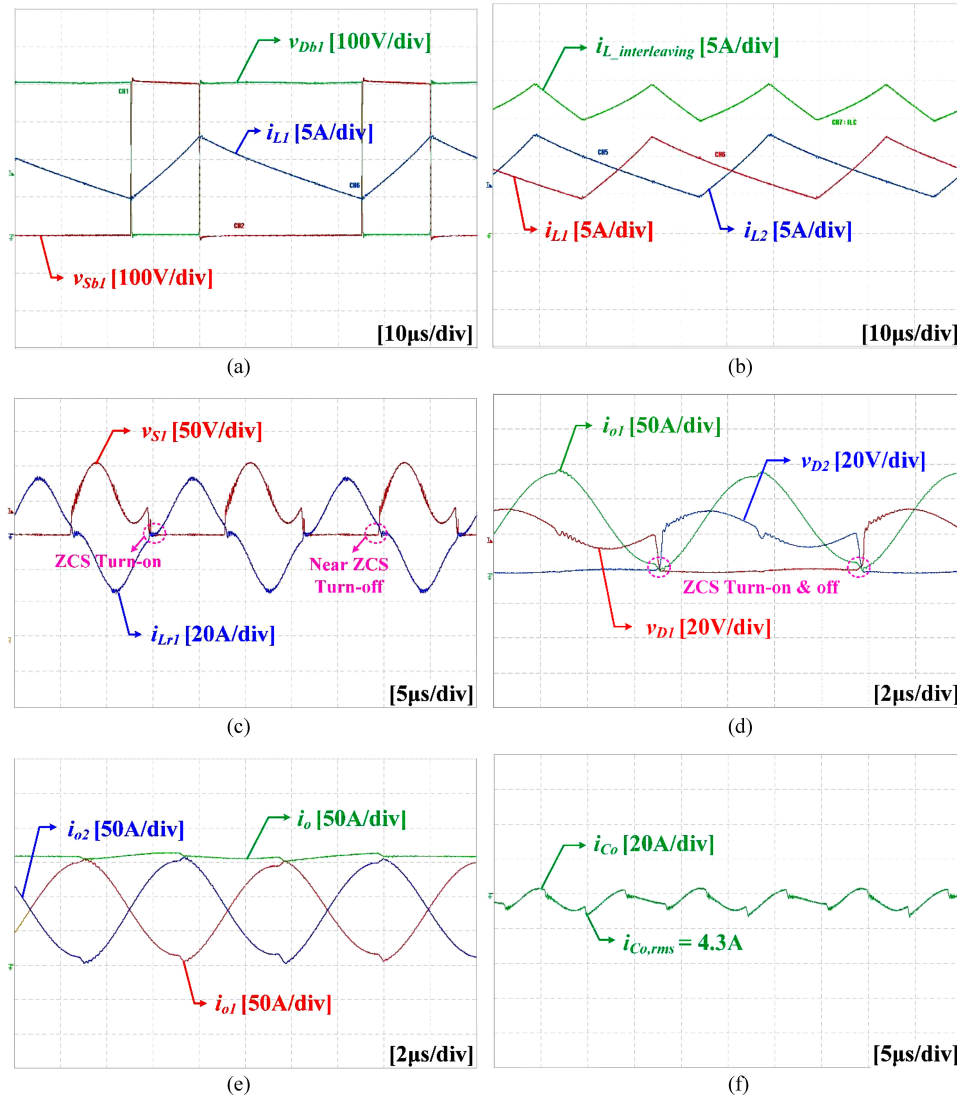 v_Db1 [100V/div]
CH1
i_L1 [5A/div]
CH6
CH2
v_Sb1 [100V/div]
[10μs/div]
(a)
i_L_interleaving [5A/div]
CH7: ILC
CH5
CH6
i_L1 [5A/div]
i_L2 [5A/div]
[10μs/div]
(b)
v_S1 [50V/div]
ZCS Turn-on
Near ZCS
Turn-off
i_Lr1 [20A/div]
[5μs/div]
(c)
i_o1 [50A/div]
v_D2 [20V/div]
ZCS Turn-on & off
v_D1 [20V/div]
[2μs/div]
(d)
i_o2 [50A/div]
i_o [50A/div]
i_o1 [50A/div]
[2μs/div]
(e)
i_Co [20A/div]
i_Co,rms = 4.3A
[5μs/div]
(f)